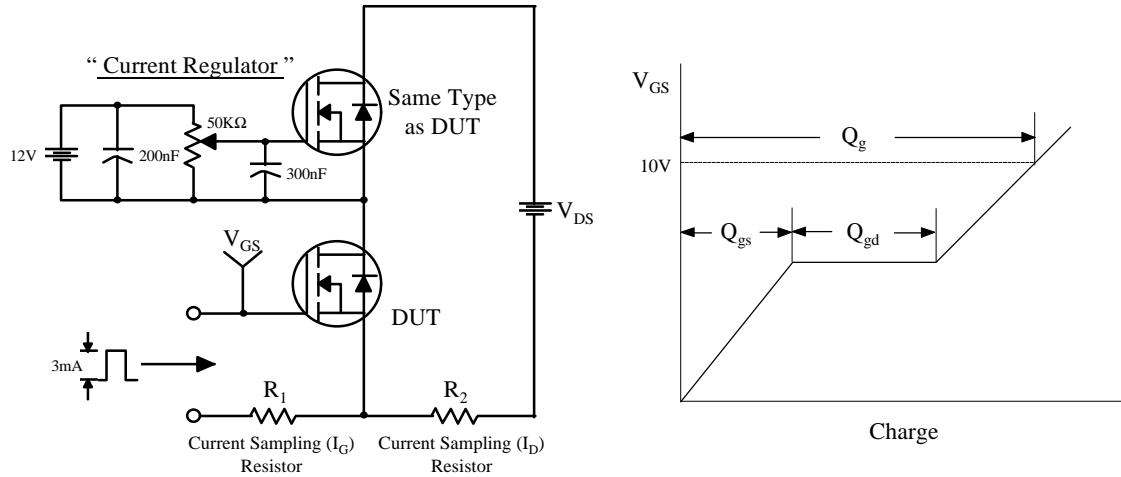 “ Current Regulator ”
12V
200nF
50KΩ
300nF
Same Type
as DUT
V_DS
V_GS
DUT
3mA
R_1
R_2
Current Sampling (I_G)
Resistor
Current Sampling (I_D)
Resistor
V_GS
10V
Q_g
Q_gs
Q_gd
Charge